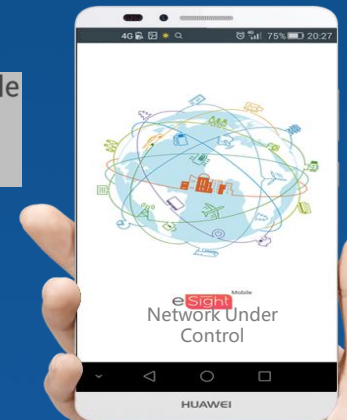 4G 75% 20:27
le
eSight Mobile
Network Under
Control
HUAWEI